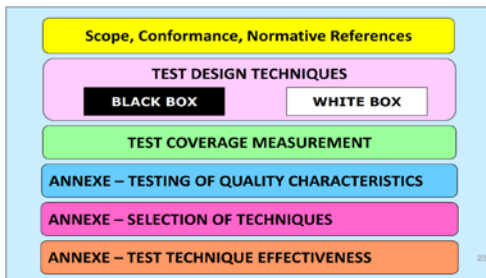 Scope, Conformance, Normative References
TEST DESIGN TECHNIQUES
BLACK BOX WHITE BOX
TEST COVERAGE MEASUREMENT
ANNEXE – TESTING OF QUALITY CHARACTERISTICS
ANNEXE – SELECTION OF TECHNIQUES
ANNEXE – TEST TECHNIQUE EFFECTIVENESS